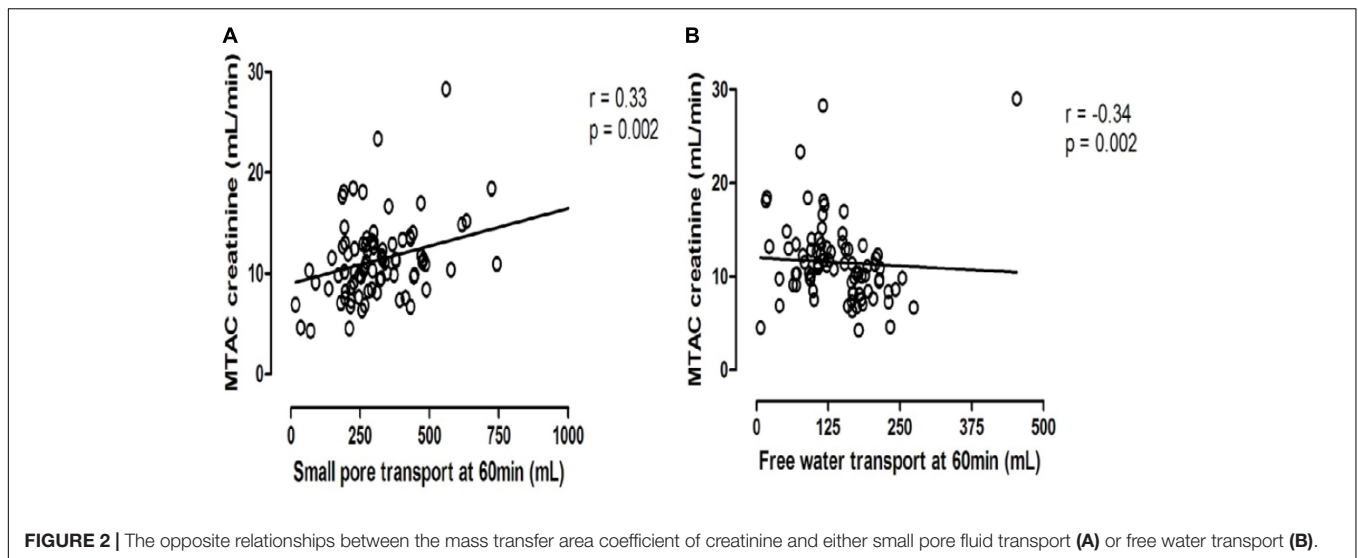 A
MTAC creatinine (mL/min)
30
20
10
0
r = 0.33
p = 0.002
0 250 500 750 1000
Small pore transport at 60min (mL)
B
MTAC creatinine (mL/min)
30
20
10
0
r = -0.34
p = 0.002
0 125 250 375 500
Free water transport at 60min (mL)
FIGURE 2 | The opposite relationships between the mass transfer area coefficient of creatinine and either small pore fluid transport (A) or free water transport (B).